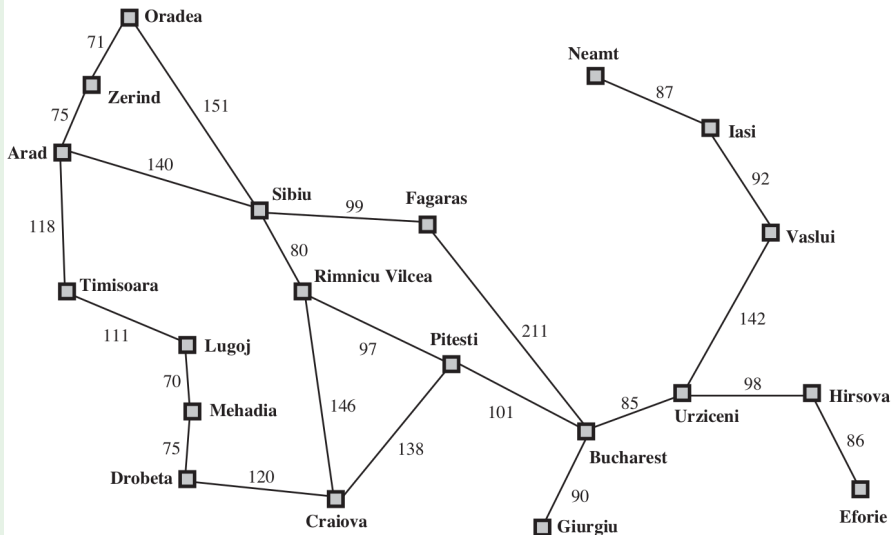 Oradea
71
Neamt
87
Zerind
151
75
Iasi
Arad
140
92
Sibiu
Fagaras
99
118
80
Vaslui
Timisoara
Rimnicu Vilcea
111
142
Lugoj
97
Pitesti
211
70
98
Hirsova
Mehadia
146
101
85
Urziceni
75
138
86
Bucharest
Drobeta
120
90
Craiova
Giurgiu
Eforie